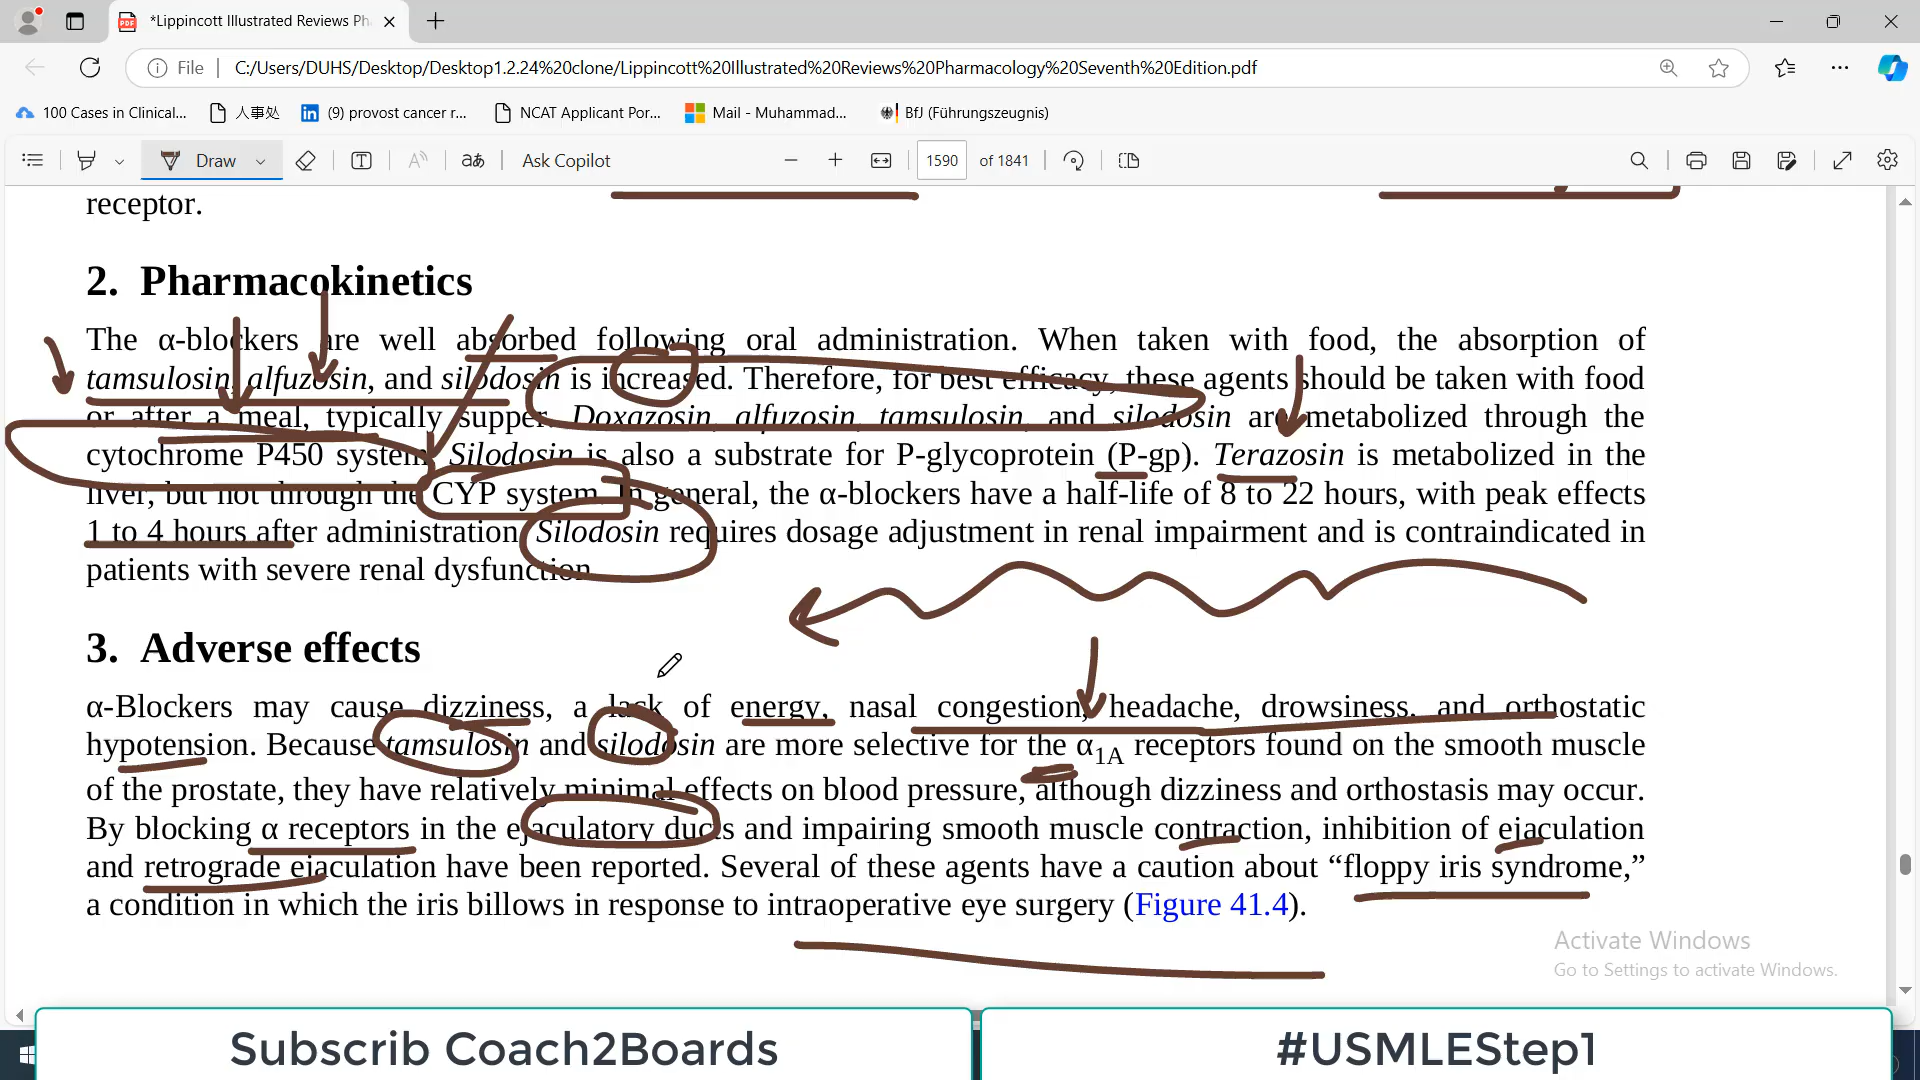 *Lippincott Illustrated Reviews Ph
File
C:/Users/DUHS/Desktop/Desktop1.2.24%20clone/Lippincott%20Illustrated%20Reviews%20Pharmacology%20Seventh%20Edition.pdf
100 Cases in Clinical...
人事处
(9) provost cancer r...
NCAT Applicant Por...
Mail - Muhammad...
BfJ (Führungszeugnis)
Draw
Ask Copilot
1590 of 1841
receptor.
2. Pharmacokinetics
The α-blockers are well absorbed following oral administration. When taken with food, the absorption of
tamsulosin, alfuzosin, and silodosin is increased. Therefore, for best efficacy, these agents should be taken with food
or after a meal, typically supper. Doxazosin, alfuzosin, tamsulosin, and silodosin are metabolized through the
cytochrome P450 system. Silodosin is also a substrate for P-glycoprotein (P-gp). Terazosin is metabolized in the
liver, but not through the CYP system. In general, the α-blockers have a half-life of 8 to 22 hours, with peak effects
1 to 4 hours after administration. Silodosin requires dosage adjustment in renal impairment and is contraindicated in
patients with severe renal dysfunction.
3. Adverse effects
α-Blockers may cause dizziness, a lack of energy, nasal congestion, headache, drowsiness, and orthostatic
hypotension. Because tamsulosin and silodosin are more selective for the α1A receptors found on the smooth muscle
of the prostate, they have relatively minimal effects on blood pressure, although dizziness and orthostasis may occur.
By blocking α receptors in the ejaculatory ducts and impairing smooth muscle contraction, inhibition of ejaculation
and retrograde ejaculation have been reported. Several of these agents have a caution about “floppy iris syndrome,”
a condition in which the iris billows in response to intraoperative eye surgery (Figure 41.4).
Activate Windows
Go to Settings to activate Windows.
Subscrib Coach2Boards
#USMLEStep1